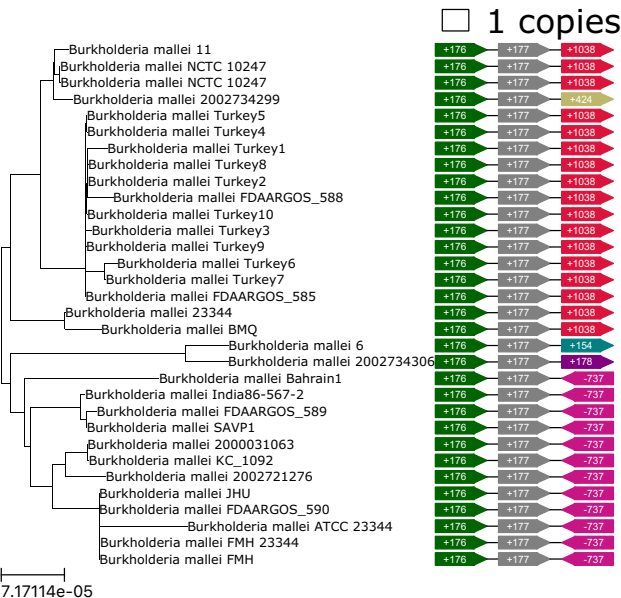 1 copies
Burkholderia mallei 11 +176 +177 +1038
Burkholderia mallei NCTC 10247 +176 +177 +1038
Burkholderia mallei NCTC 10247 +176 +177 +1038
Burkholderia mallei 2002734299 +176 +177 +424
Burkholderia mallei Turkey5 +176 +177 +1038
Burkholderia mallei Turkey4 +176 +177 +1038
Burkholderia mallei Turkey1 +176 +177 +1038
Burkholderia mallei Turkey8 +176 +177 +1038
Burkholderia mallei Turkey2 +176 +177 +1038
Burkholderia mallei FDAARGOS_588 +176 +177 +1038
Burkholderia mallei Turkey10 +176 +177 +1038
Burkholderia mallei Turkey3 +176 +177 +1038
Burkholderia mallei Turkey9 +176 +177 +1038
Burkholderia mallei Turkey6 +176 +177 +1038
Burkholderia mallei Turkey7 +176 +177 +1038
Burkholderia mallei FDAARGOS_585 +176 +177 +1038
Burkholderia mallei 23344 +176 +177 +1038
Burkholderia mallei BMQ +176 +177 +1038
Burkholderia mallei 6 +176 +177 +154
Burkholderia mallei 2002734306 +176 +177 +178
Burkholderia mallei Bahrain1 +176 +177 -737
Burkholderia mallei India86-567-2 +176 +177 -737
Burkholderia mallei FDAARGOS_589 +176 +177 -737
Burkholderia mallei SAVP1 +176 +177 -737
Burkholderia mallei 2000031063 +176 +177 -737
Burkholderia mallei KC_1092 +176 +177 -737
Burkholderia mallei 2002721276 +176 +177 -737
Burkholderia mallei JHU +176 +177 -737
Burkholderia mallei FDAARGOS_590 +176 +177 -737
Burkholderia mallei ATCC 23344 +176 +177 -737
Burkholderia mallei FMH 23344 +176 +177 -737
Burkholderia mallei FMH +176 +177 -737
7.17114e-05